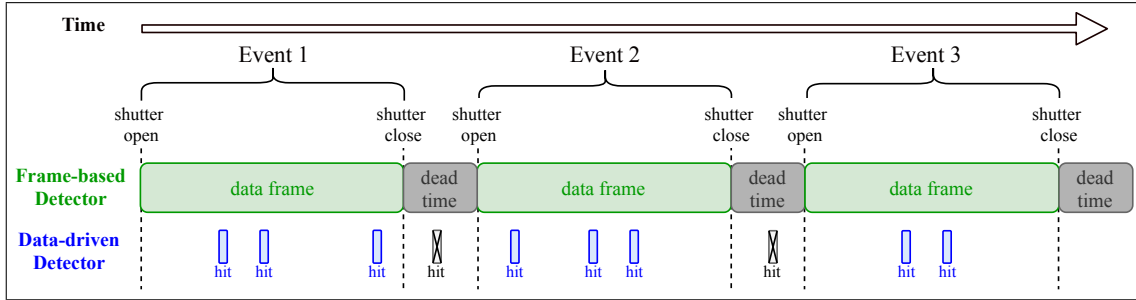 Time
Event 1
Event 2
Event 3
shutter
open
shutter
close
shutter
open
shutter
close
shutter
open
shutter
close
Frame-based
Detector
data frame
dead
time
data frame
dead
time
data frame
dead
time
Data-driven
Detector
hit
hit
hit
hit
hit
hit
hit
hit
hit
hit